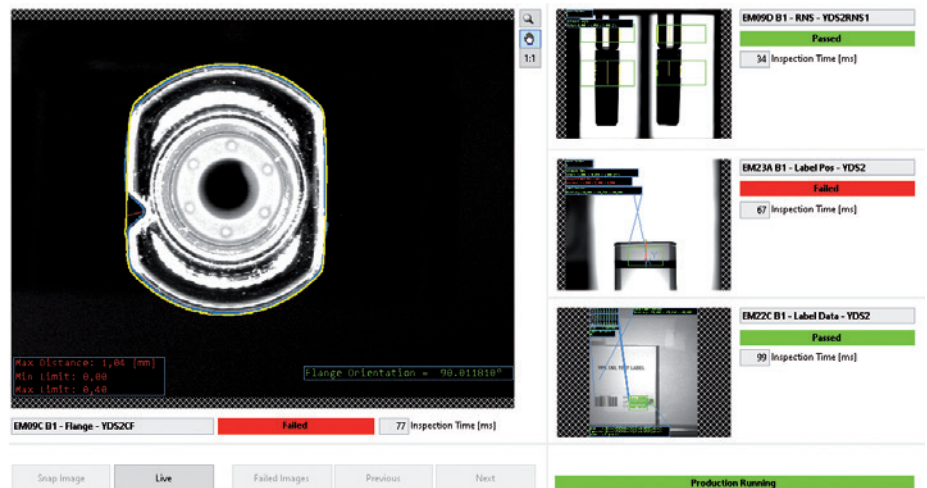 1:1
Max Distance: 1,04 [mm]
Min Limit: 0,00
Max Limit: 0,40
Flange Orientation = 90.011810°
EM09C B1 - Flange - YDS2CF
Failed
77 Inspection Time [ms]
Snap Image
Live
Failed Images
Previous
Next
EM09D B1 - RNS - YDS2RNS1
Passed
34 Inspection Time [ms]
EM23A B1 - Label Pos - YDS2
Failed
67 Inspection Time [ms]
EM22C B1 - Label Data - YDS2
Passed
99 Inspection Time [ms]
TEST LABEL
Production Running